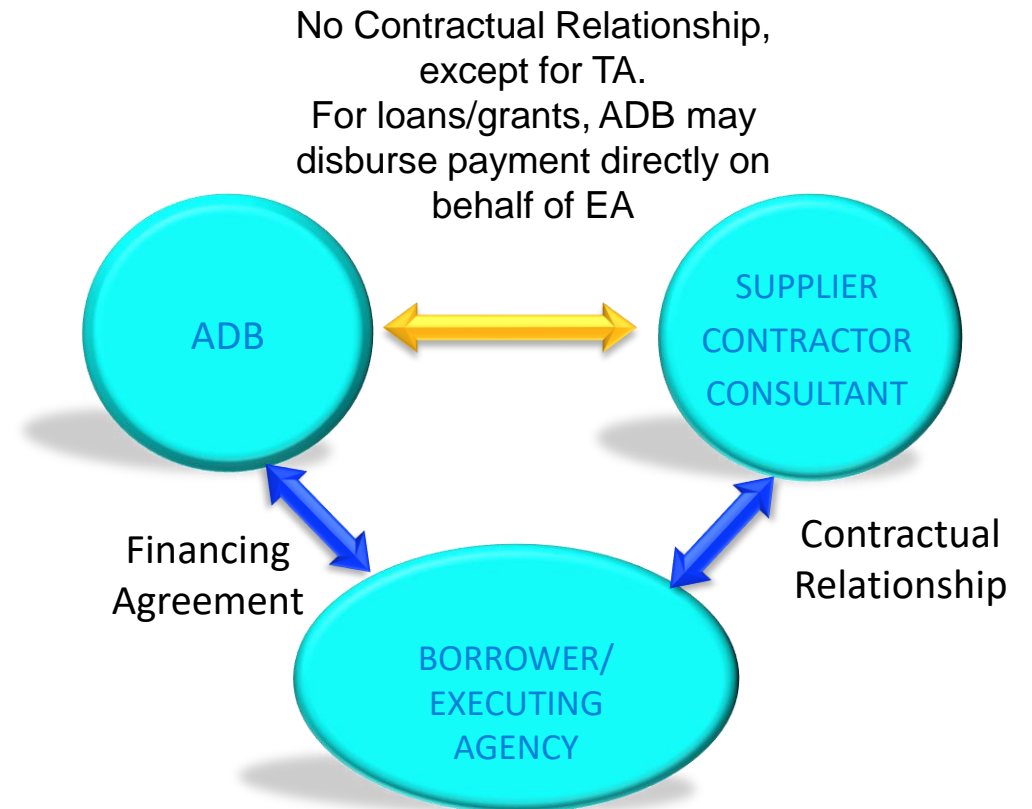 No Contractual Relationship,
except for TA.
For loans/grants, ADB may
disburse payment directly on
behalf of EA
ADB
SUPPLIER
CONTRACTOR
CONSULTANT
Financing
Agreement
Contractual
Relationship
BORROWER/
EXECUTING
AGENCY